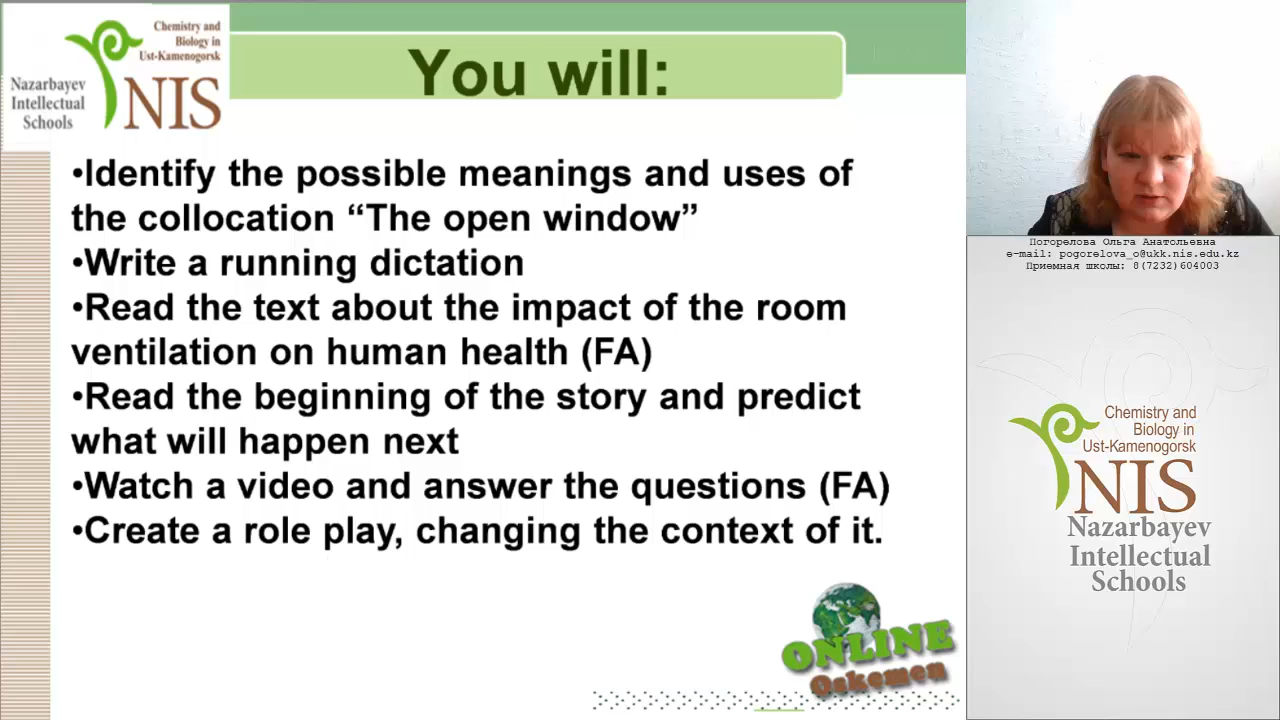 Chemistry and
Biology in
Ust-Kamenogorsk
Nazarbayev
Intellectual
Schools
NIS
You will:
•Identify the possible meanings and uses of
the collocation “The open window”
•Write a running dictation
•Read the text about the impact of the room
ventilation on human health (FA)
•Read the beginning of the story and predict
what will happen next
•Watch a video and answer the questions (FA)
•Create a role play, changing the context of it.
ONLINE
Oskemen
Погорелова Ольга Анатольевна
e-mail: pogorelova_o@ukk.nis.edu.kz
Приемная школы: 8(7232)604003
Chemistry and
Biology in
Ust-Kamenogorsk
NIS
Nazarbayev
Intellectual
Schools